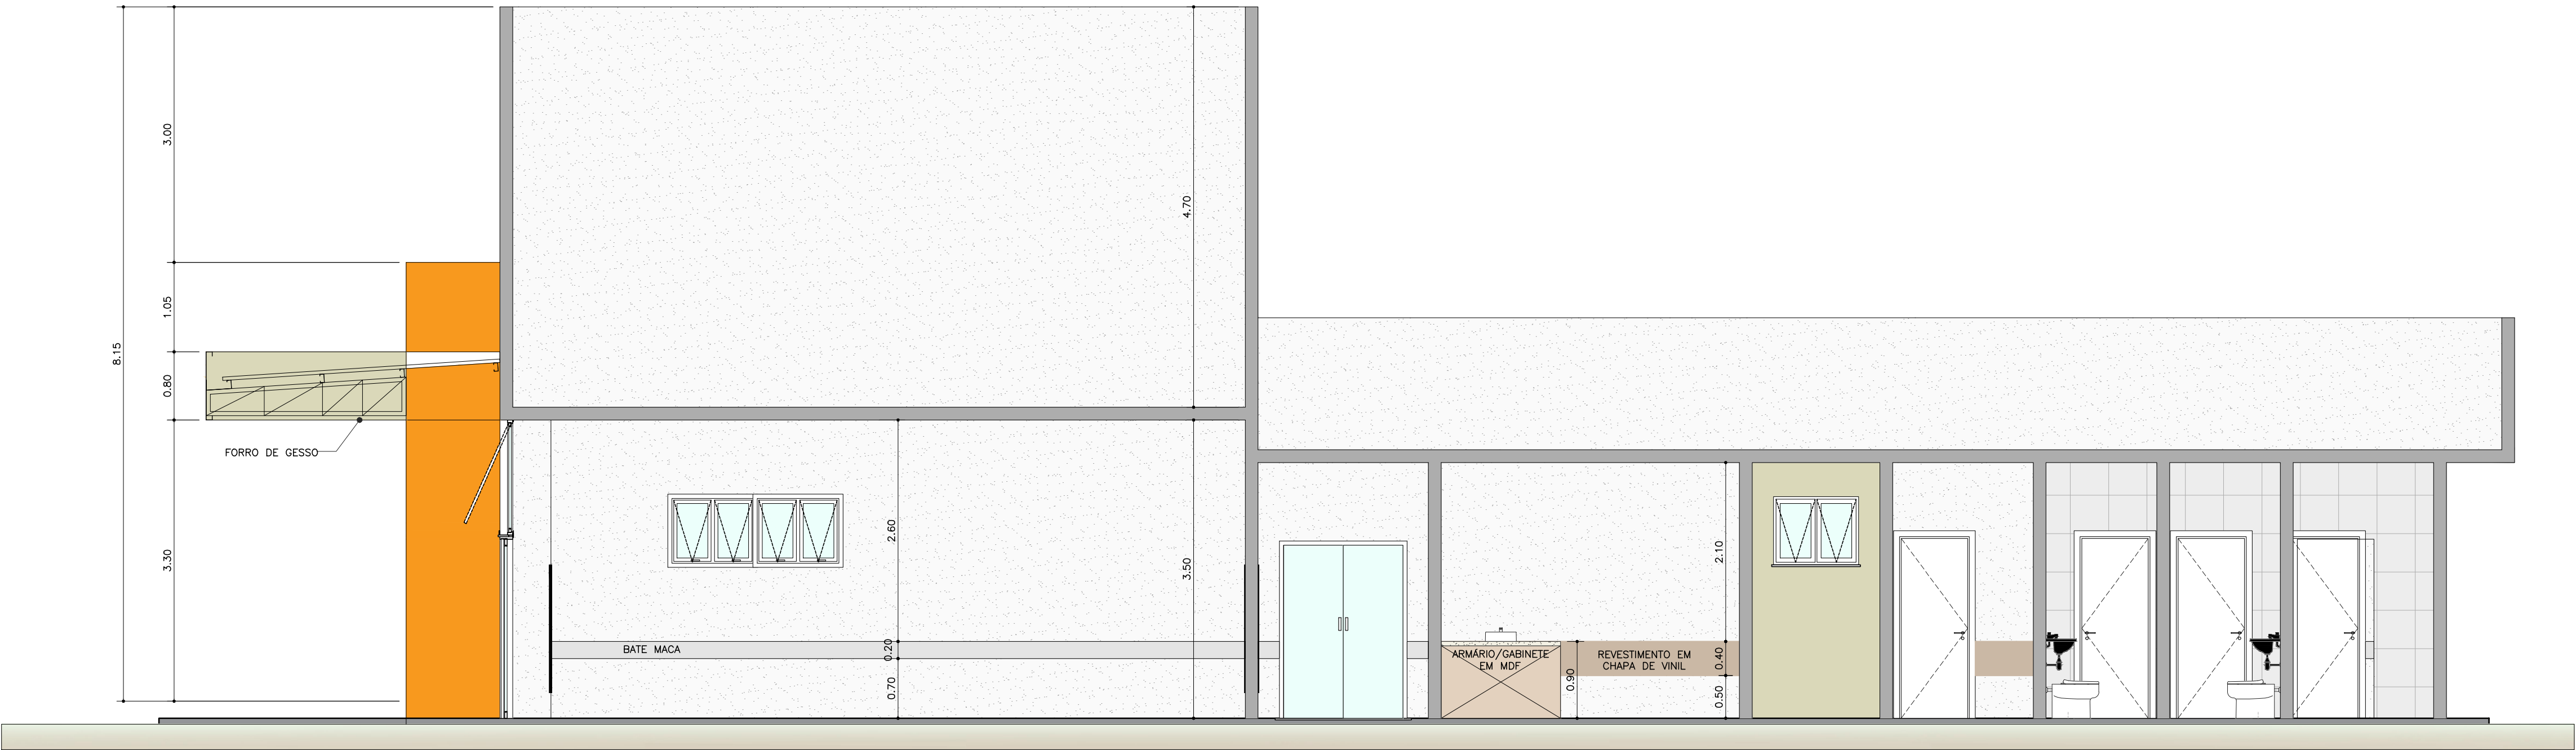 3.00
4.70
1.05
8.15
0.80
FORRO DE GESSO
3.30
2.60
3.50
2.10
BATE MACA
0.20
0.70
ARMÁRIO/GABINETE
EM MDF
0.90
REVESTIMENTO EM
CHAPA DE VINIL
0.40
0.50